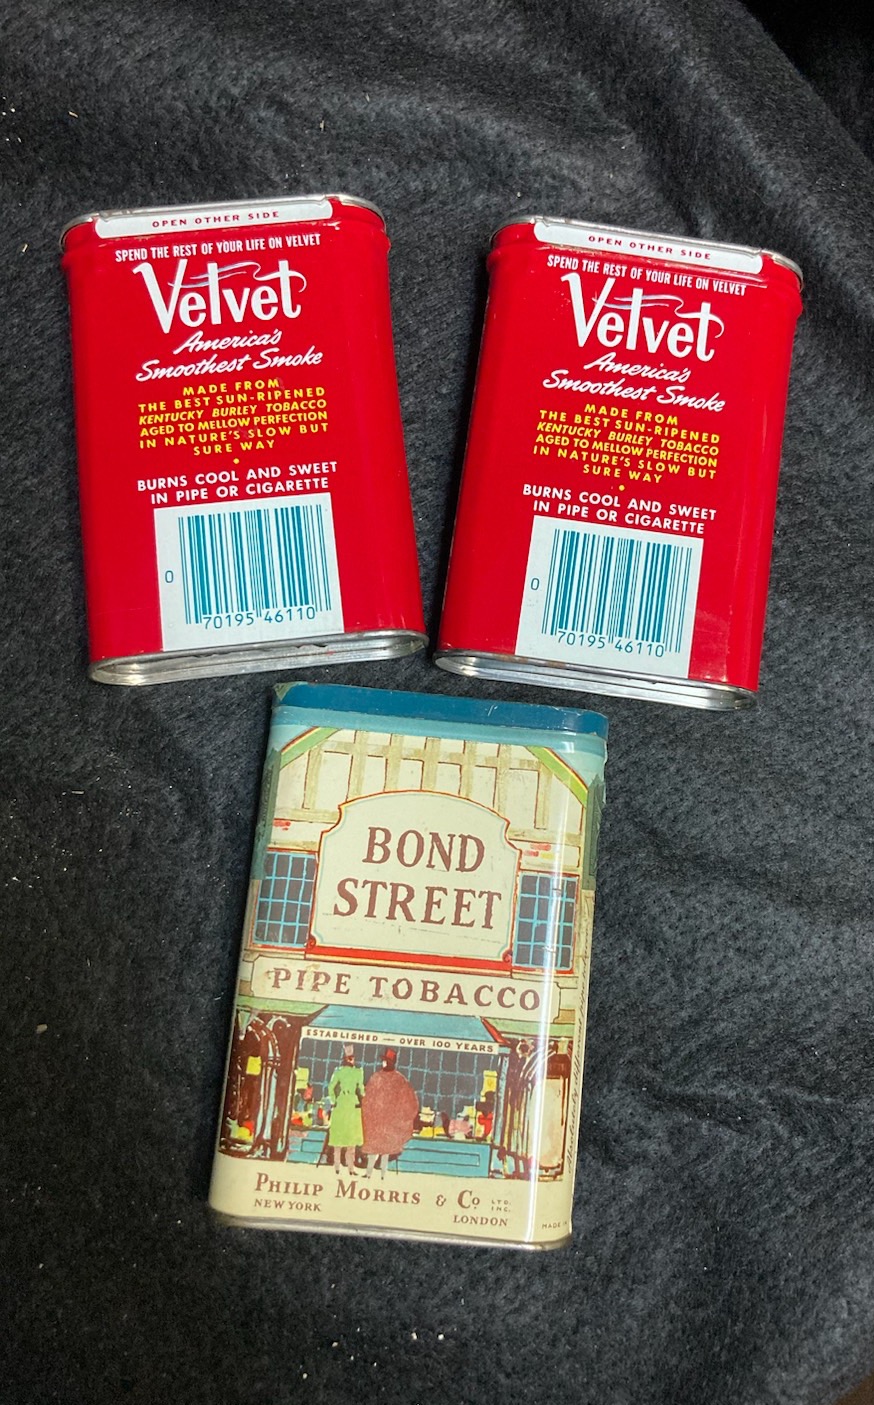 OPEN OTHER SIDE
SPEND THE REST OF YOUR LIFE ON VELVET
Velvet
America's
Smoothest Smoke
MADE FROM
THE BEST SUN-RIPENED
KENTUCKY BURLEY TOBACCO
AGED TO MELLOW PERFECTION
IN NATURE'S SLOW BUT
SURE WAY
BURNS COOL AND SWEET
IN PIPE OR CIGARETTE
0
70195 46110
OPEN OTHER SIDE
SPEND THE REST OF YOUR LIFE ON VELVET
Velvet
America's
Smoothest Smoke
MADE FROM
THE BEST SUN-RIPENED
KENTUCKY BURLEY TOBACCO
AGED TO MELLOW PERFECTION
IN NATURE'S SLOW BUT
SURE WAY
BURNS COOL AND SWEET
IN PIPE OR CIGARETTE
0
70195 46110
BOND
STREET
PIPE TOBACCO
ESTABLISHED — OVER 100 YEARS
PHILIP MORRIS & Co LTD. INC.
NEW YORK LONDON
MADE